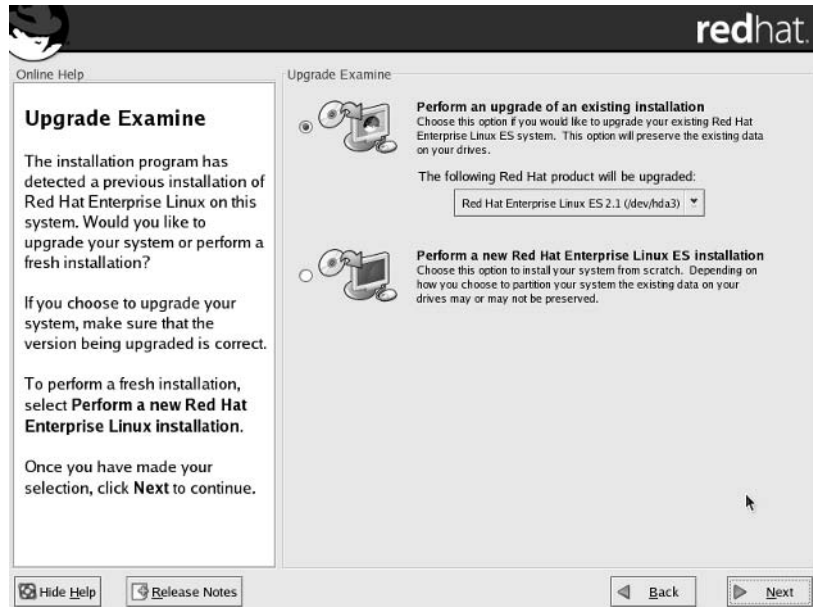 redhat.
Online Help
Upgrade Examine
Upgrade Examine
The installation program has
detected a previous installation of
Red Hat Enterprise Linux on this
system. Would you like to
upgrade your system or perform a
fresh installation?
If you choose to upgrade your
system, make sure that the
version being upgraded is correct.
To perform a fresh installation,
select Perform a new Red Hat
Enterprise Linux installation.
Once you have made your
selection, click Next to continue.
Perform an upgrade of an existing installation
Choose this option if you would like to upgrade your existing Red Hat
Enterprise Linux ES system. This option will preserve the existing data
on your drives.
The following Red Hat product will be upgraded:
Red Hat Enterprise Linux ES 2.1 (/dev/hda3)
Perform a new Red Hat Enterprise Linux ES installation
Choose this option to install your system from scratch. Depending on
how you choose to partition your system the existing data on your
drives may or may not be preserved.
Hide Help
Release Notes
Back
Next